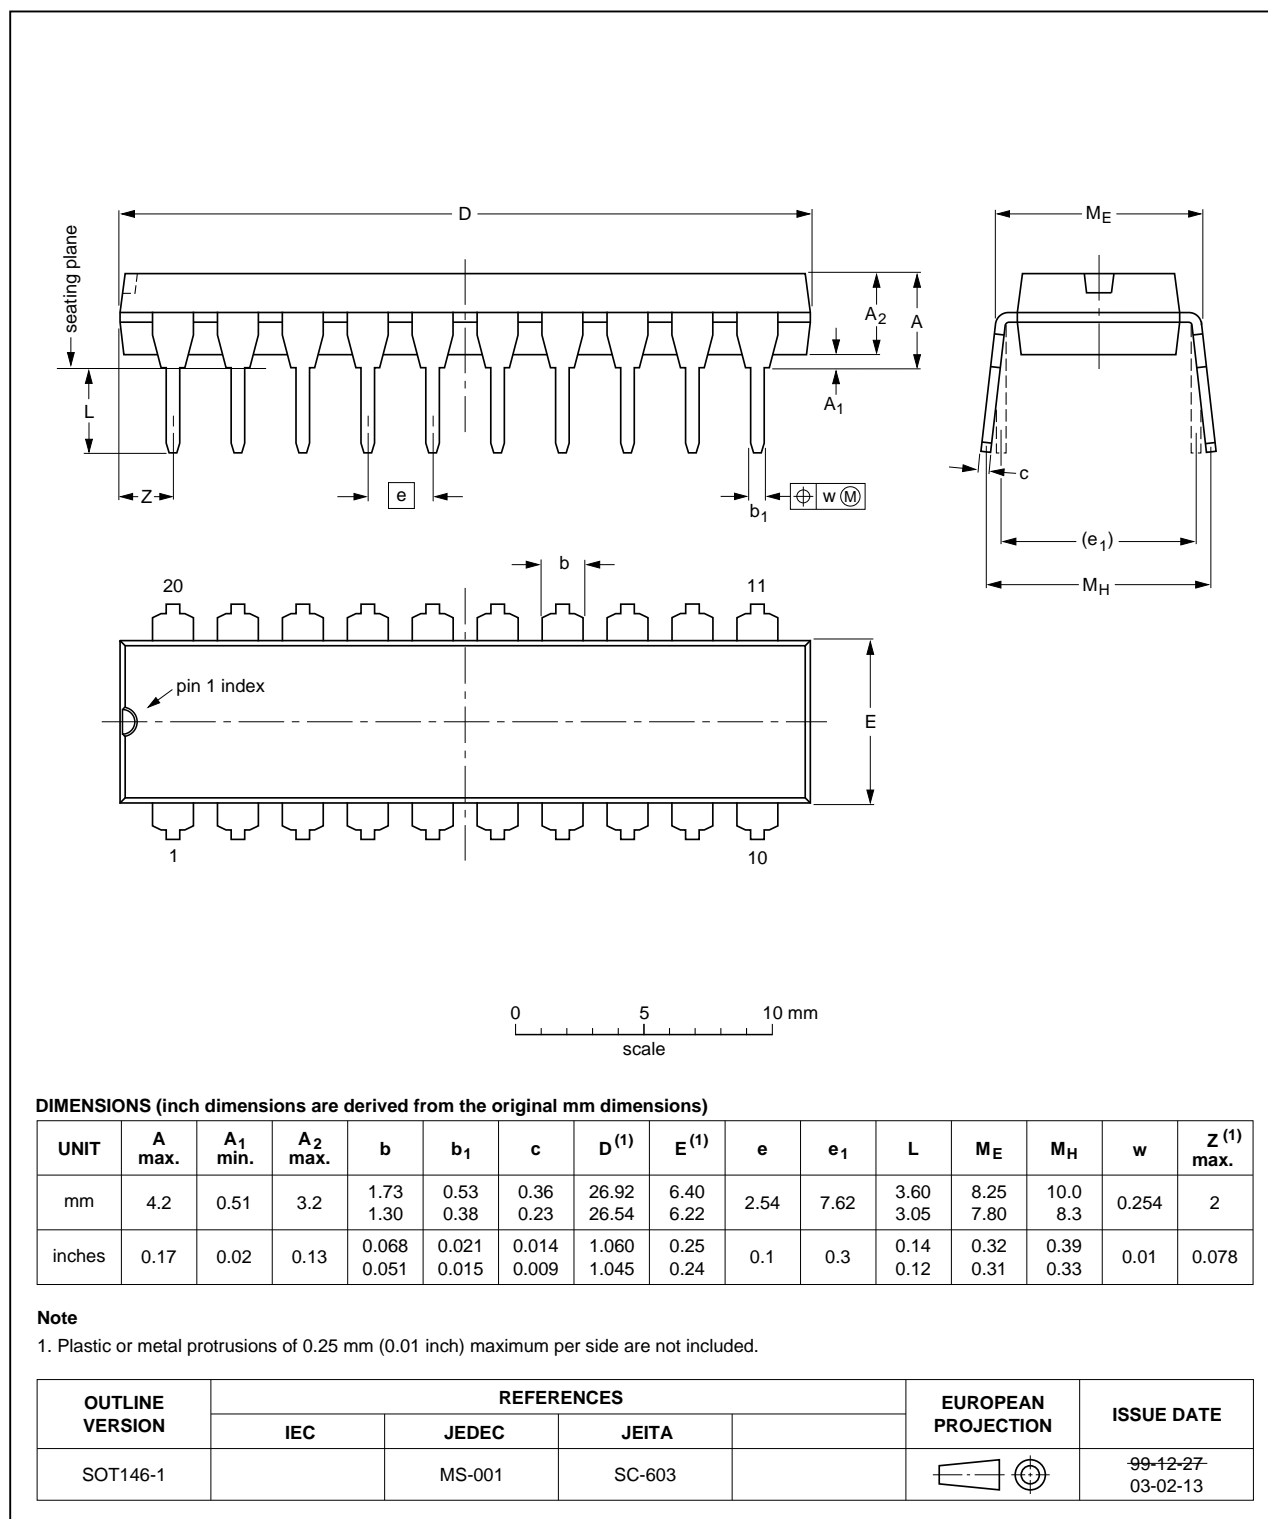 D
M_E
seating plane
A_2
A
L
A_1
Z
e
b_1
w M
c
(e_1)
M_H
b
20
11
pin 1 index
E
1
10
0 5 10 mm
scale
DIMENSIONS (inch dimensions are derived from the original mm dimensions)
UNIT A max. A_1 min. A_2 max. b b_1 c D(1) E(1) e e_1 L M_E M_H w Z(1) max.
mm 4.2 0.51 3.2 1.73 1.30 0.53 0.38 0.36 0.23 26.92 26.54 6.40 6.22 2.54 7.62 3.60 3.05 8.25 7.80 10.0 8.3 0.254 2
inches 0.17 0.02 0.13 0.068 0.051 0.021 0.015 0.014 0.009 1.060 1.045 0.25 0.24 0.1 0.3 0.14 0.12 0.32 0.31 0.39 0.33 0.01 0.078
Note
1. Plastic or metal protrusions of 0.25 mm (0.01 inch) maximum per side are not included.
OUTLINE VERSION REFERENCES EUROPEAN PROJECTION ISSUE DATE
IEC JEDEC JEITA
SOT146-1 MS-001 SC-603 99-12-27
03-02-13